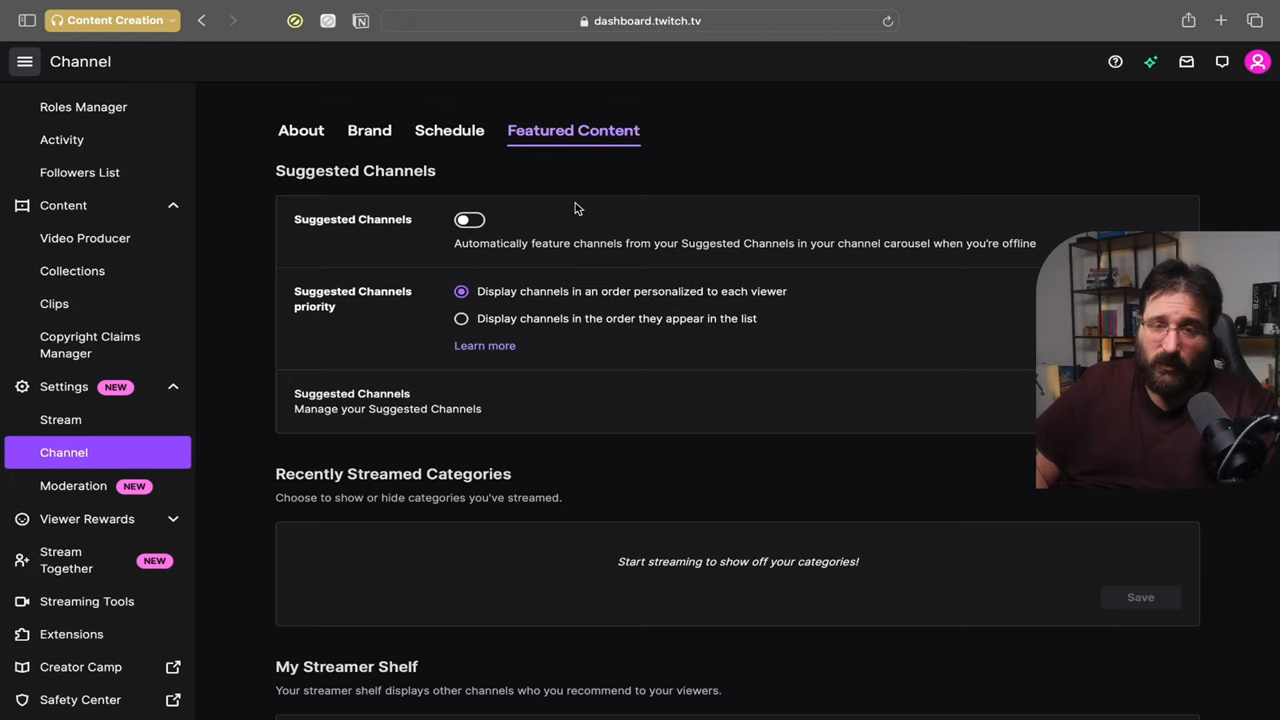 Content Creation
dashboard.twitch.tv
Channel
Roles Manager
Activity
Followers List
Content
Video Producer
Collections
Clips
Copyright Claims
Manager
Settings NEW
Stream
Channel
Moderation NEW
Viewer Rewards
Stream
Together NEW
Streaming Tools
Extensions
Creator Camp
Safety Center
About Brand Schedule Featured Content
Suggested Channels
Suggested Channels
Automatically feature channels from your Suggested Channels in your channel carousel when you're offline
Suggested Channels
priority
Display channels in an order personalized to each viewer
Display channels in the order they appear in the list
Learn more
Suggested Channels
Manage your Suggested Channels
Recently Streamed Categories
Choose to show or hide categories you've streamed.
Start streaming to show off your categories!
Save
My Streamer Shelf
Your streamer shelf displays other channels who you recommend to your viewers.